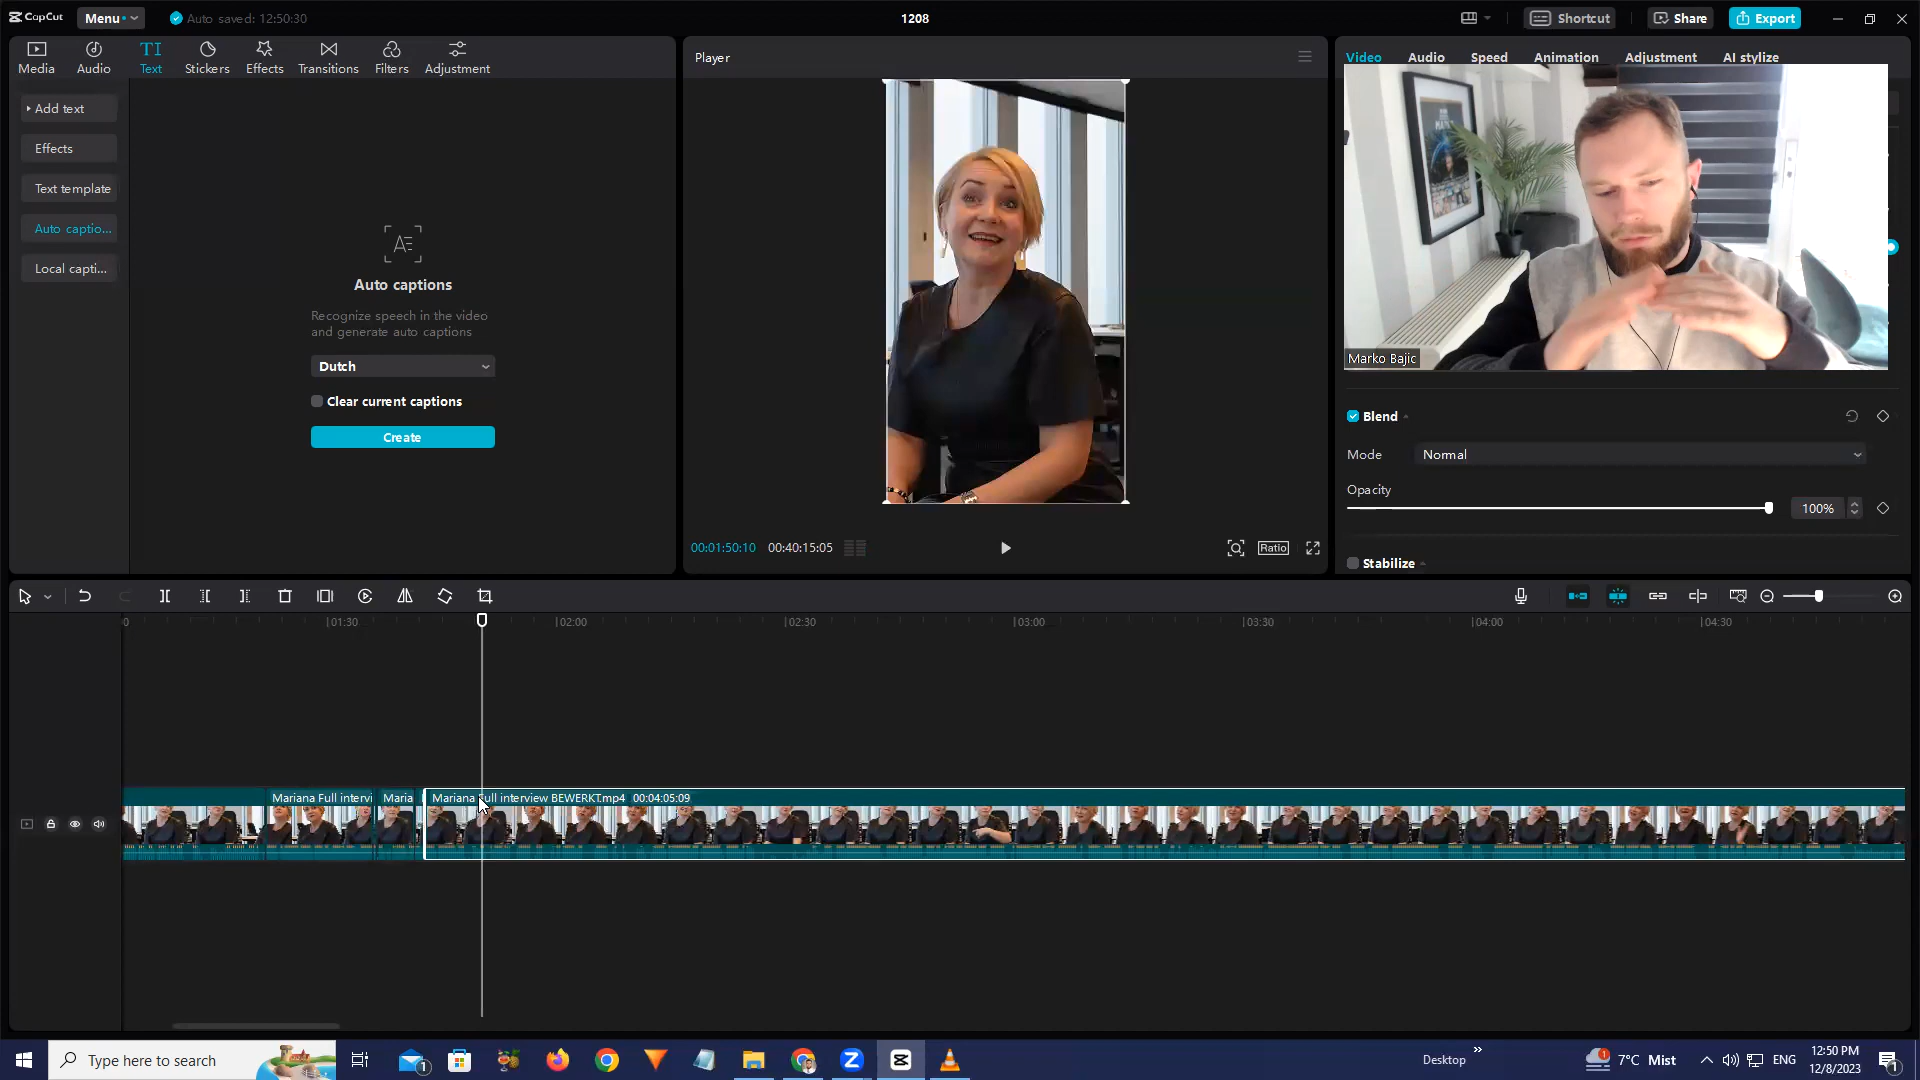 CapCut
Menu
Auto saved: 12:50:30
1208
Shortcut
Share
Export
Media
Audio
TI
Text
Stickers
Effects
Transitions
Filters
Adjustment
Player
Video
Audio
Speed
Animation
Adjustment
AI stylize
Add text
Effects
Text template
Auto captio...
Local capti...
Auto captions
Recognize speech in the video
and generate auto captions
Dutch
Clear current captions
Create
Marko Bajic
Blend
Mode
Normal
Opacity
100%
Stabilize
00:01:50:10
00:40:15:05
Ratio
0
01:30
02:00
02:30
03:00
03:30
04:00
04:30
Mariana Full intervi
Maria
Mariana Full interview BEWERKT.mp4 00:04:05:09
Type here to search
Desktop
7°C Mist
ENG
12:50 PM
12/8/2023